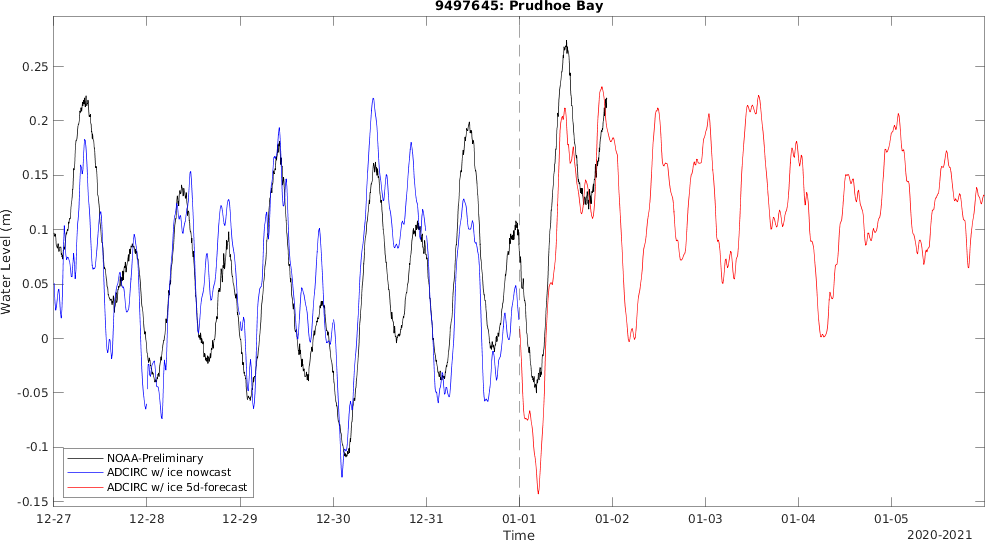 9497645: Prudhoe Bay
Water Level (m)
0.25
0.2
0.15
0.1
0.05
0
-0.05
-0.1
-0.15
NOAA-Preliminary
ADCIRC w/ ice nowcast
ADCIRC w/ ice 5d-forecast
12-27 12-28 12-29 12-30 12-31 01-01 01-02 01-03 01-04 01-05
Time
2020-2021